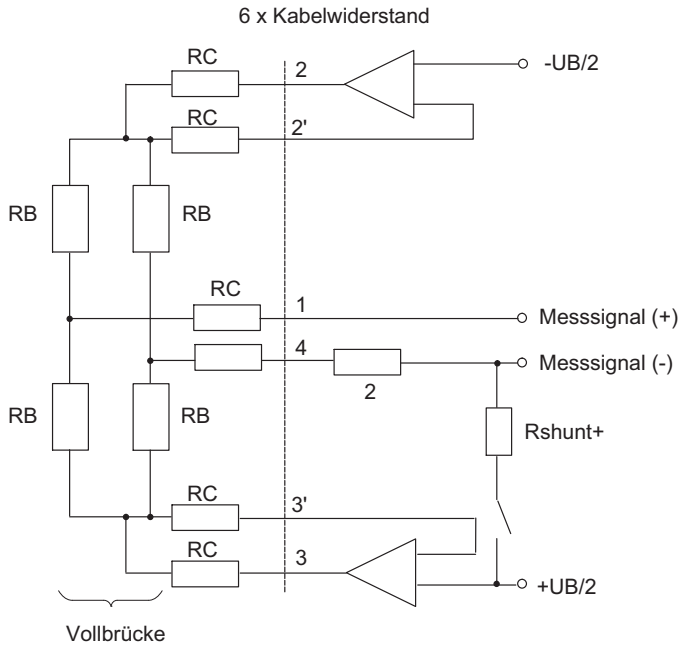 6 x Kabelwiderstand
RC
2
-UB/2
RC
2'
RB
RB
RC
1
Messsignal (+)
4
Messsignal (-)
2
RB
RB
Rshunt+
RC
3'
RC
3
+UB/2
Vollbrücke